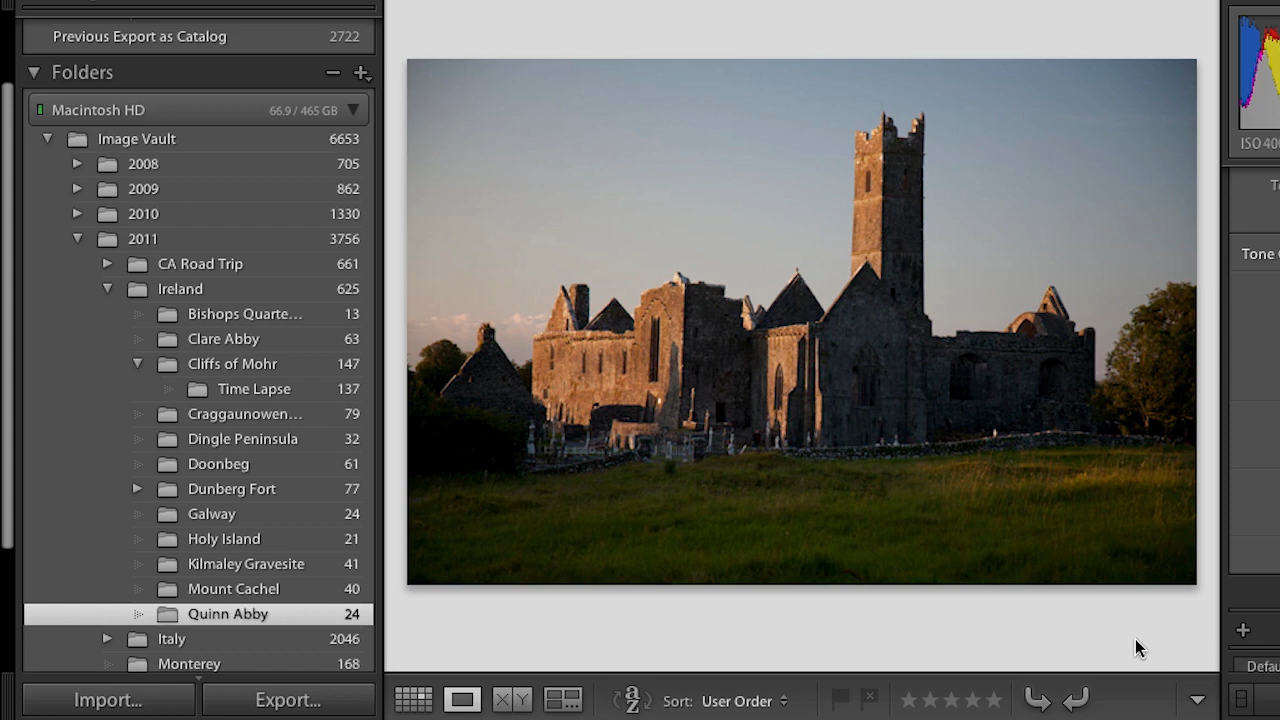 Previous Export as Catalog 2722
Folders
Macintosh HD 66.9 / 465 GB
Image Vault 6653
2008 705
2009 862
2010 1330
2011 3756
CA Road Trip 661
Ireland 625
Bishops Quarte... 13
Clare Abby 63
Cliffs of Mohr 147
Time Lapse 137
Craggaunowen... 79
Dingle Peninsula 32
Doonbeg 61
Dunberg Fort 77
Galway 24
Holy Island 21
Kilmaley Gravesite 41
Mount Cachel 40
Quinn Abby 24
Italy 2046
Monterey 168
Import... Export...
X Y
a z Sort: User Order
ISO 40
Tone
Defau